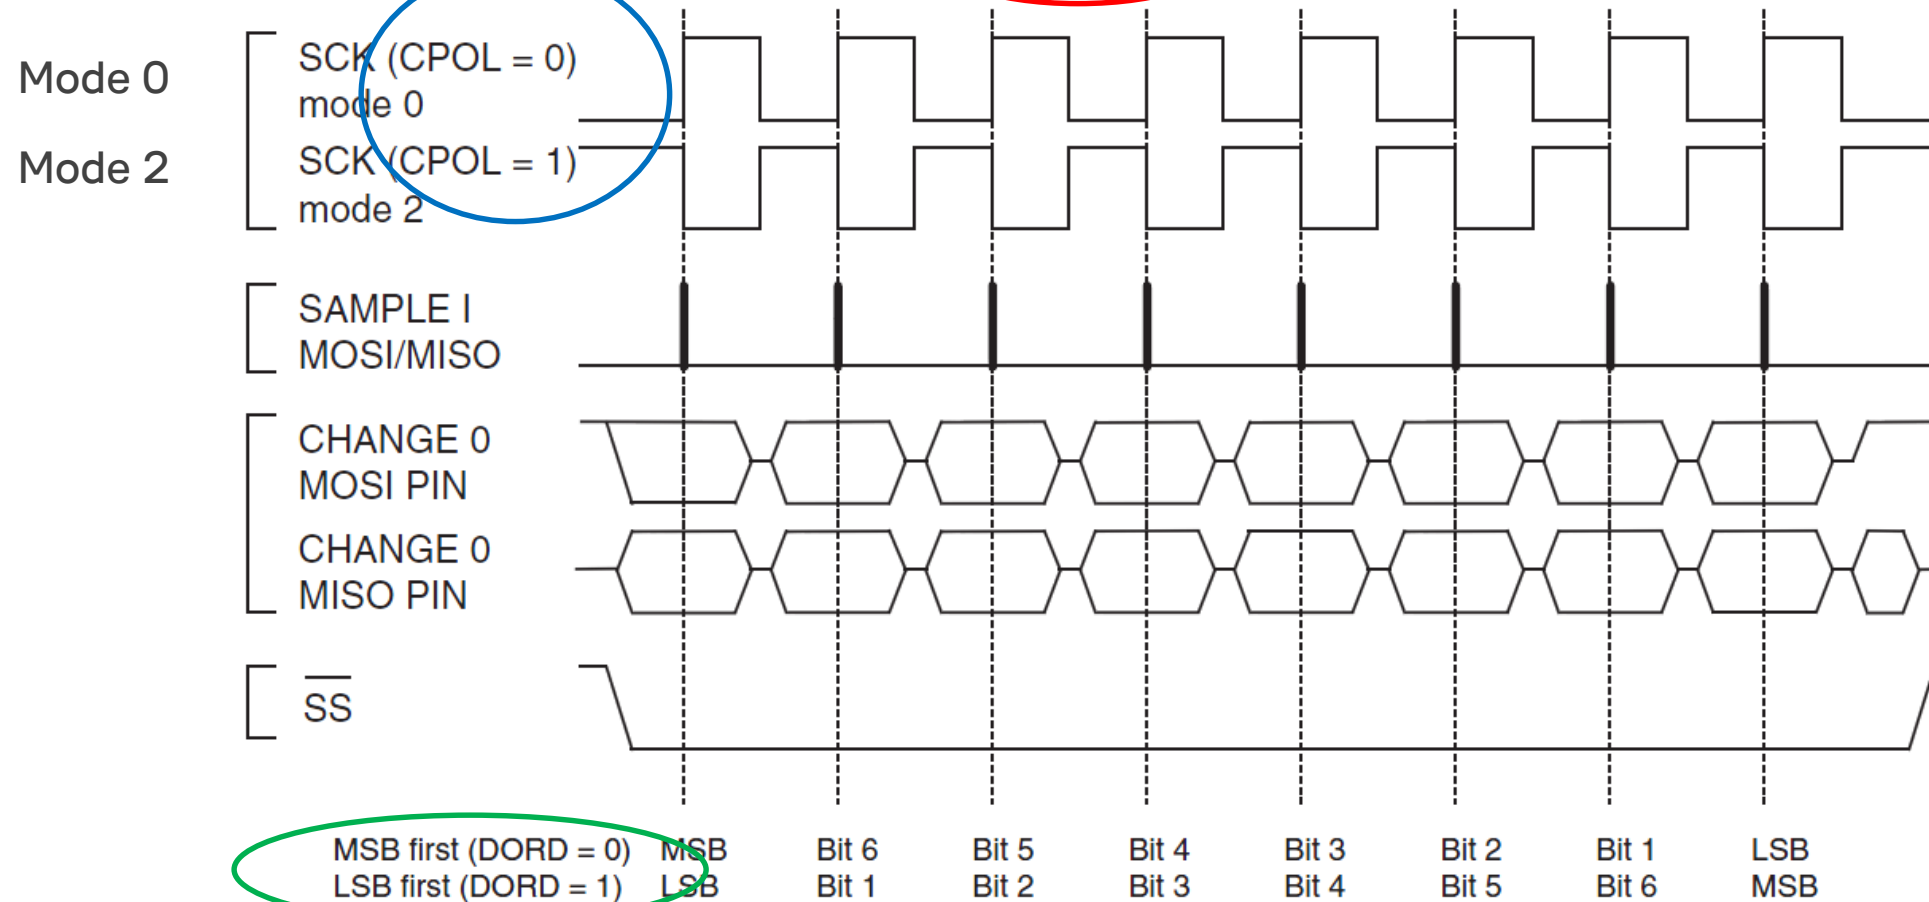 Mode 0
SCK (CPOL = 0)
mode 0
Mode 2
SCK (CPOL = 1)
mode 2
SAMPLE I
MOSI/MISO
CHANGE 0
MOSI PIN
CHANGE 0
MISO PIN
SS
MSB first (DORD = 0) MSB Bit 6 Bit 5 Bit 4 Bit 3 Bit 2 Bit 1 LSB
LSB first (DORD = 1) LSB Bit 1 Bit 2 Bit 3 Bit 4 Bit 5 Bit 6 MSB